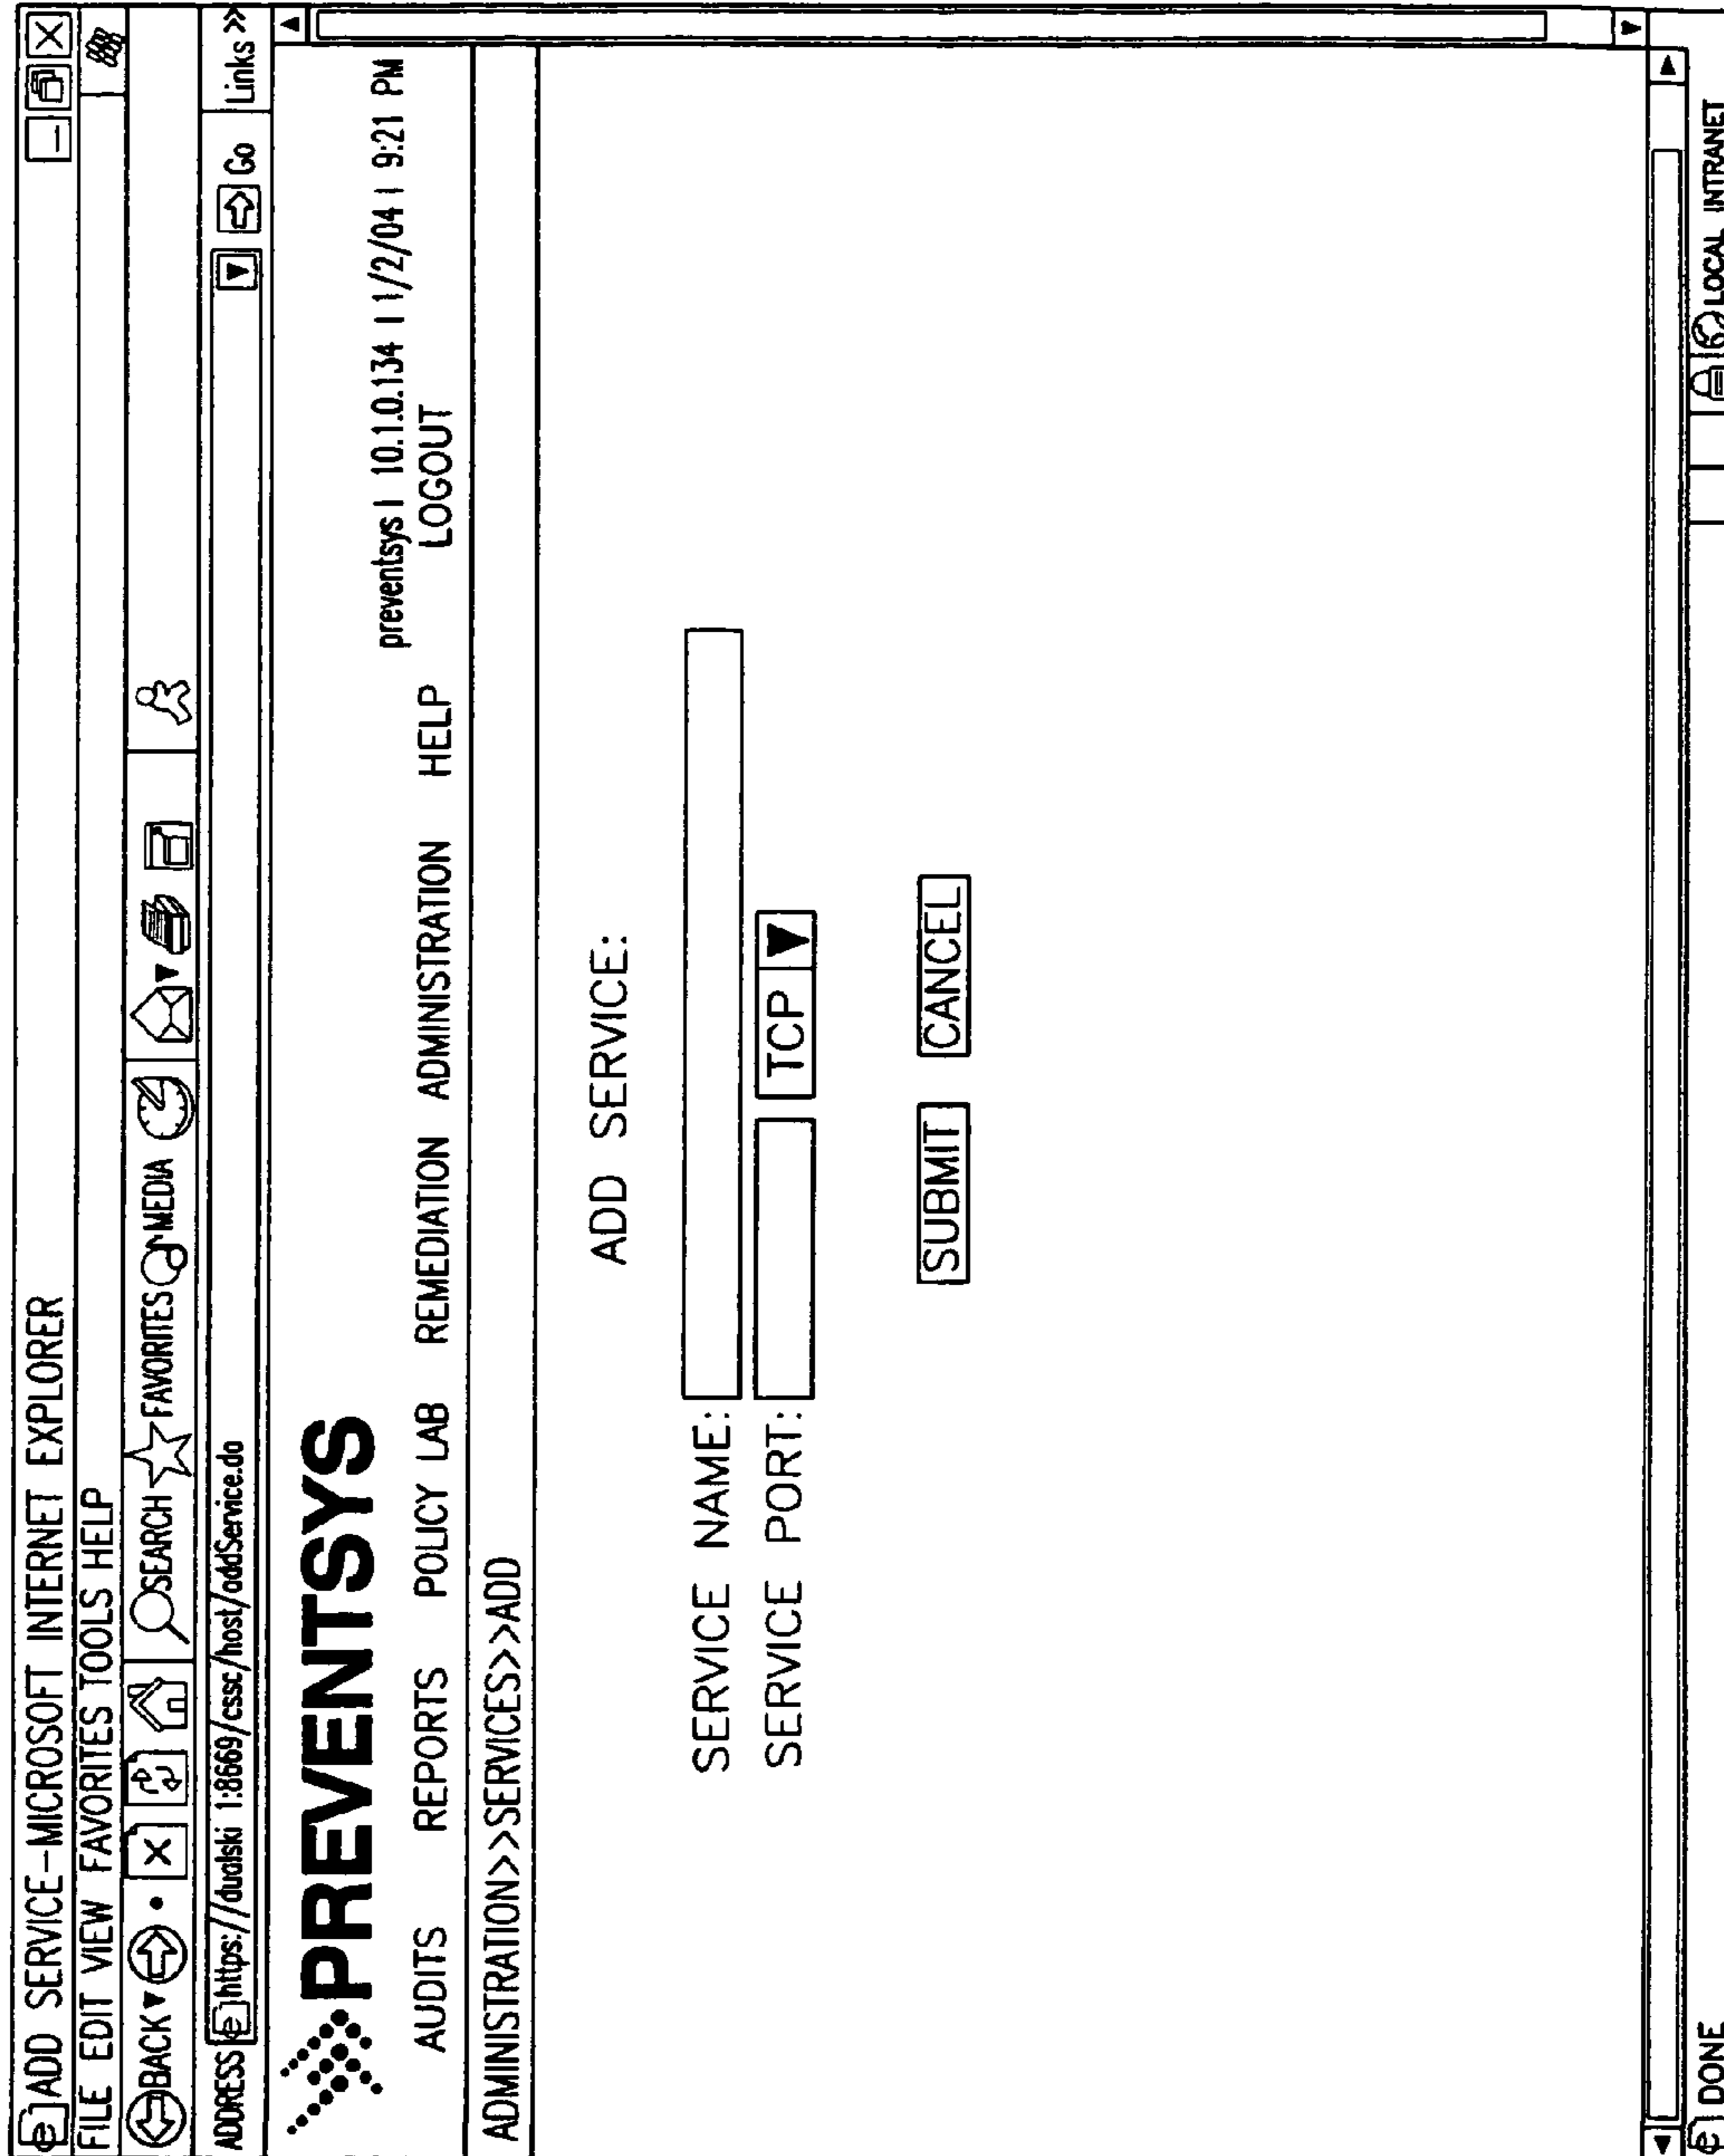 ADD SERVICE-MICROSOFT INTERNET EXPLORER
FILE EDIT VIEW FAVORITES TOOLS HELP
BACK SEARCH FAVORITES MEDIA
ADDRESS https://dualski 1:8669/cssc/host/addService.do Go Links >>
PREVENTSYS
preventsys | 10.1.0.134 | 1/2/04 | 9:21 PM
AUDITS REPORTS POLICY LAB REMEDIATION ADMINISTRATION HELP LOGOUT
ADMINISTRATION>>SERVICES>>ADD
ADD SERVICE:
SERVICE NAME:
SERVICE PORT: TCP
SUBMIT CANCEL
DONE LOCAL INTRANET